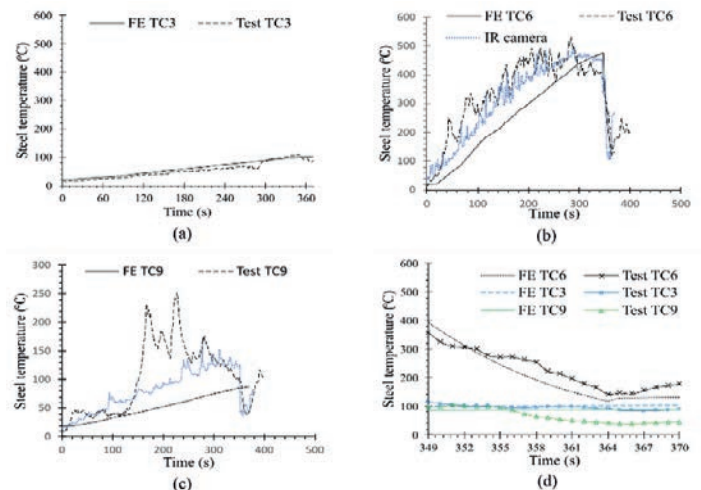 FE TC3 Test TC3
600
500
400
300
200
100
0
Steel temperature (°C)
0 60 120 180 240 300 360
Time (s)
(a)
FE TC6 Test TC6
IR camera
600
500
400
300
200
100
0
Steel temperature (°C)
0 100 200 300 400 500
Time (s)
(b)
FE TC9 Test TC9
300
250
200
150
100
50
0
Steel temperature (°C)
0 100 200 300 400 500
Time (s)
(c)
FE TC6 Test TC6
FE TC3 Test TC3
FE TC9 Test TC9
600
500
400
300
200
100
0
Steel temperature (°C)
349 352 355 358 361 364 367 370
Time (s)
(d)